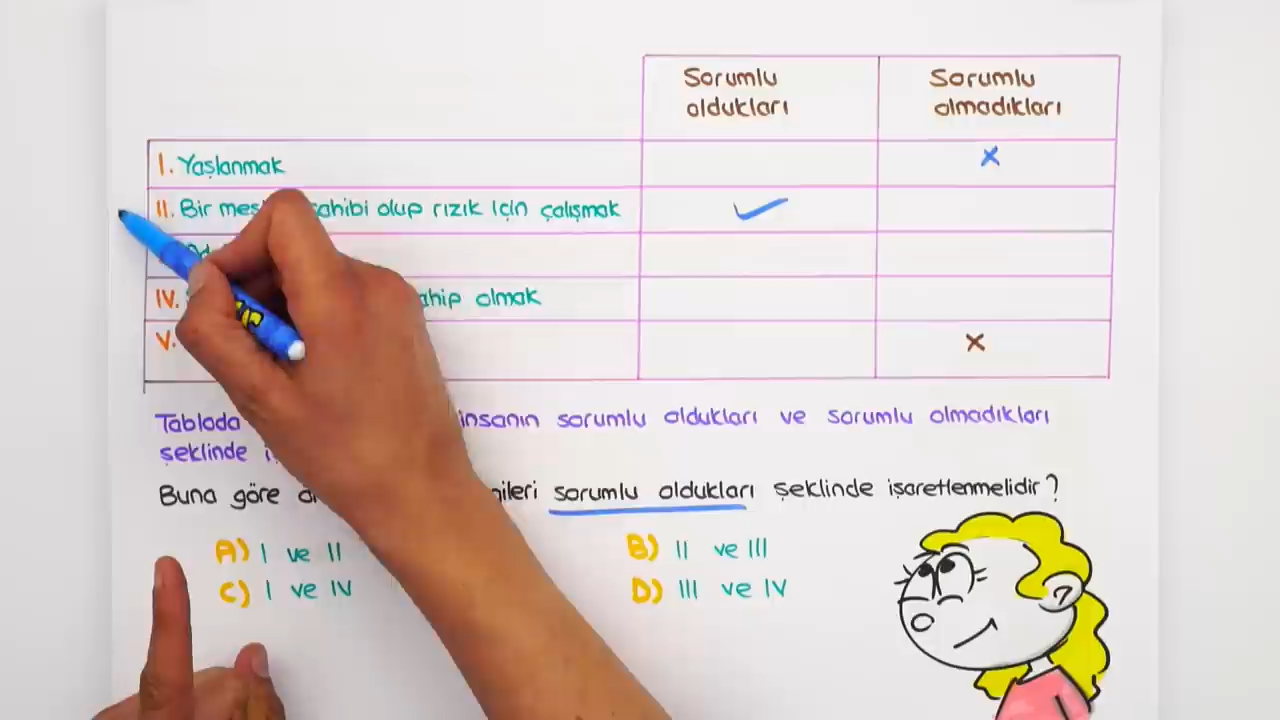 Sorumlu oldukları
Sorumlu olmadıkları
I. Yaşlanmak
II. Bir sahibi olup rızık için çalışmak
IV. olmak
V.
Tabloda insanın sorumlu oldukları ve sorumlu olmadıkları
şeklinde
Buna göre sorumlu oldukları şeklinde işaretlenmelidir?
A) I ve II
B) II ve III
C) I ve IV
D) III ve IV